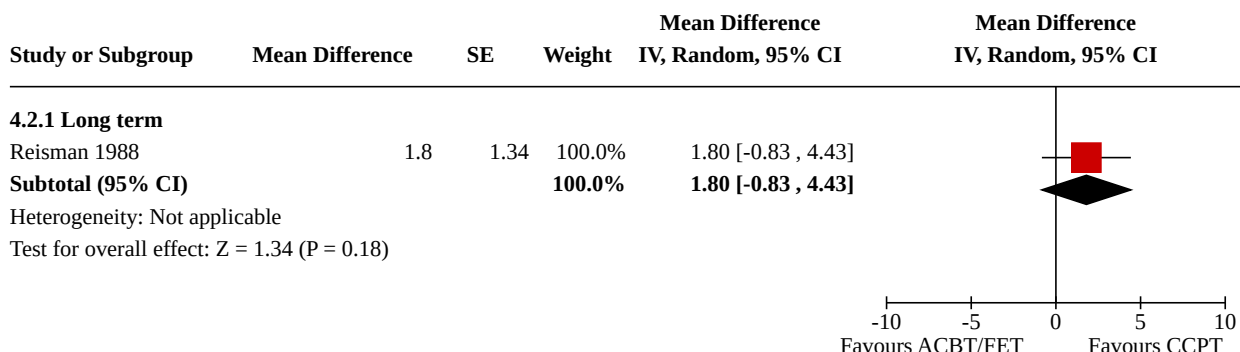 Mean Difference Mean Difference
Study or Subgroup Mean Difference SE Weight IV, Random, 95% CI IV, Random, 95% CI
4.2.1 Long term
Reisman 1988 1.8 1.34 100.0% 1.80 [-0.83 , 4.43]
Subtotal (95% CI) 100.0% 1.80 [-0.83 , 4.43]
Heterogeneity: Not applicable
Test for overall effect: Z = 1.34 (P = 0.18)
-10 -5 0 5 10
Favours ACBT/FET Favours CCPT